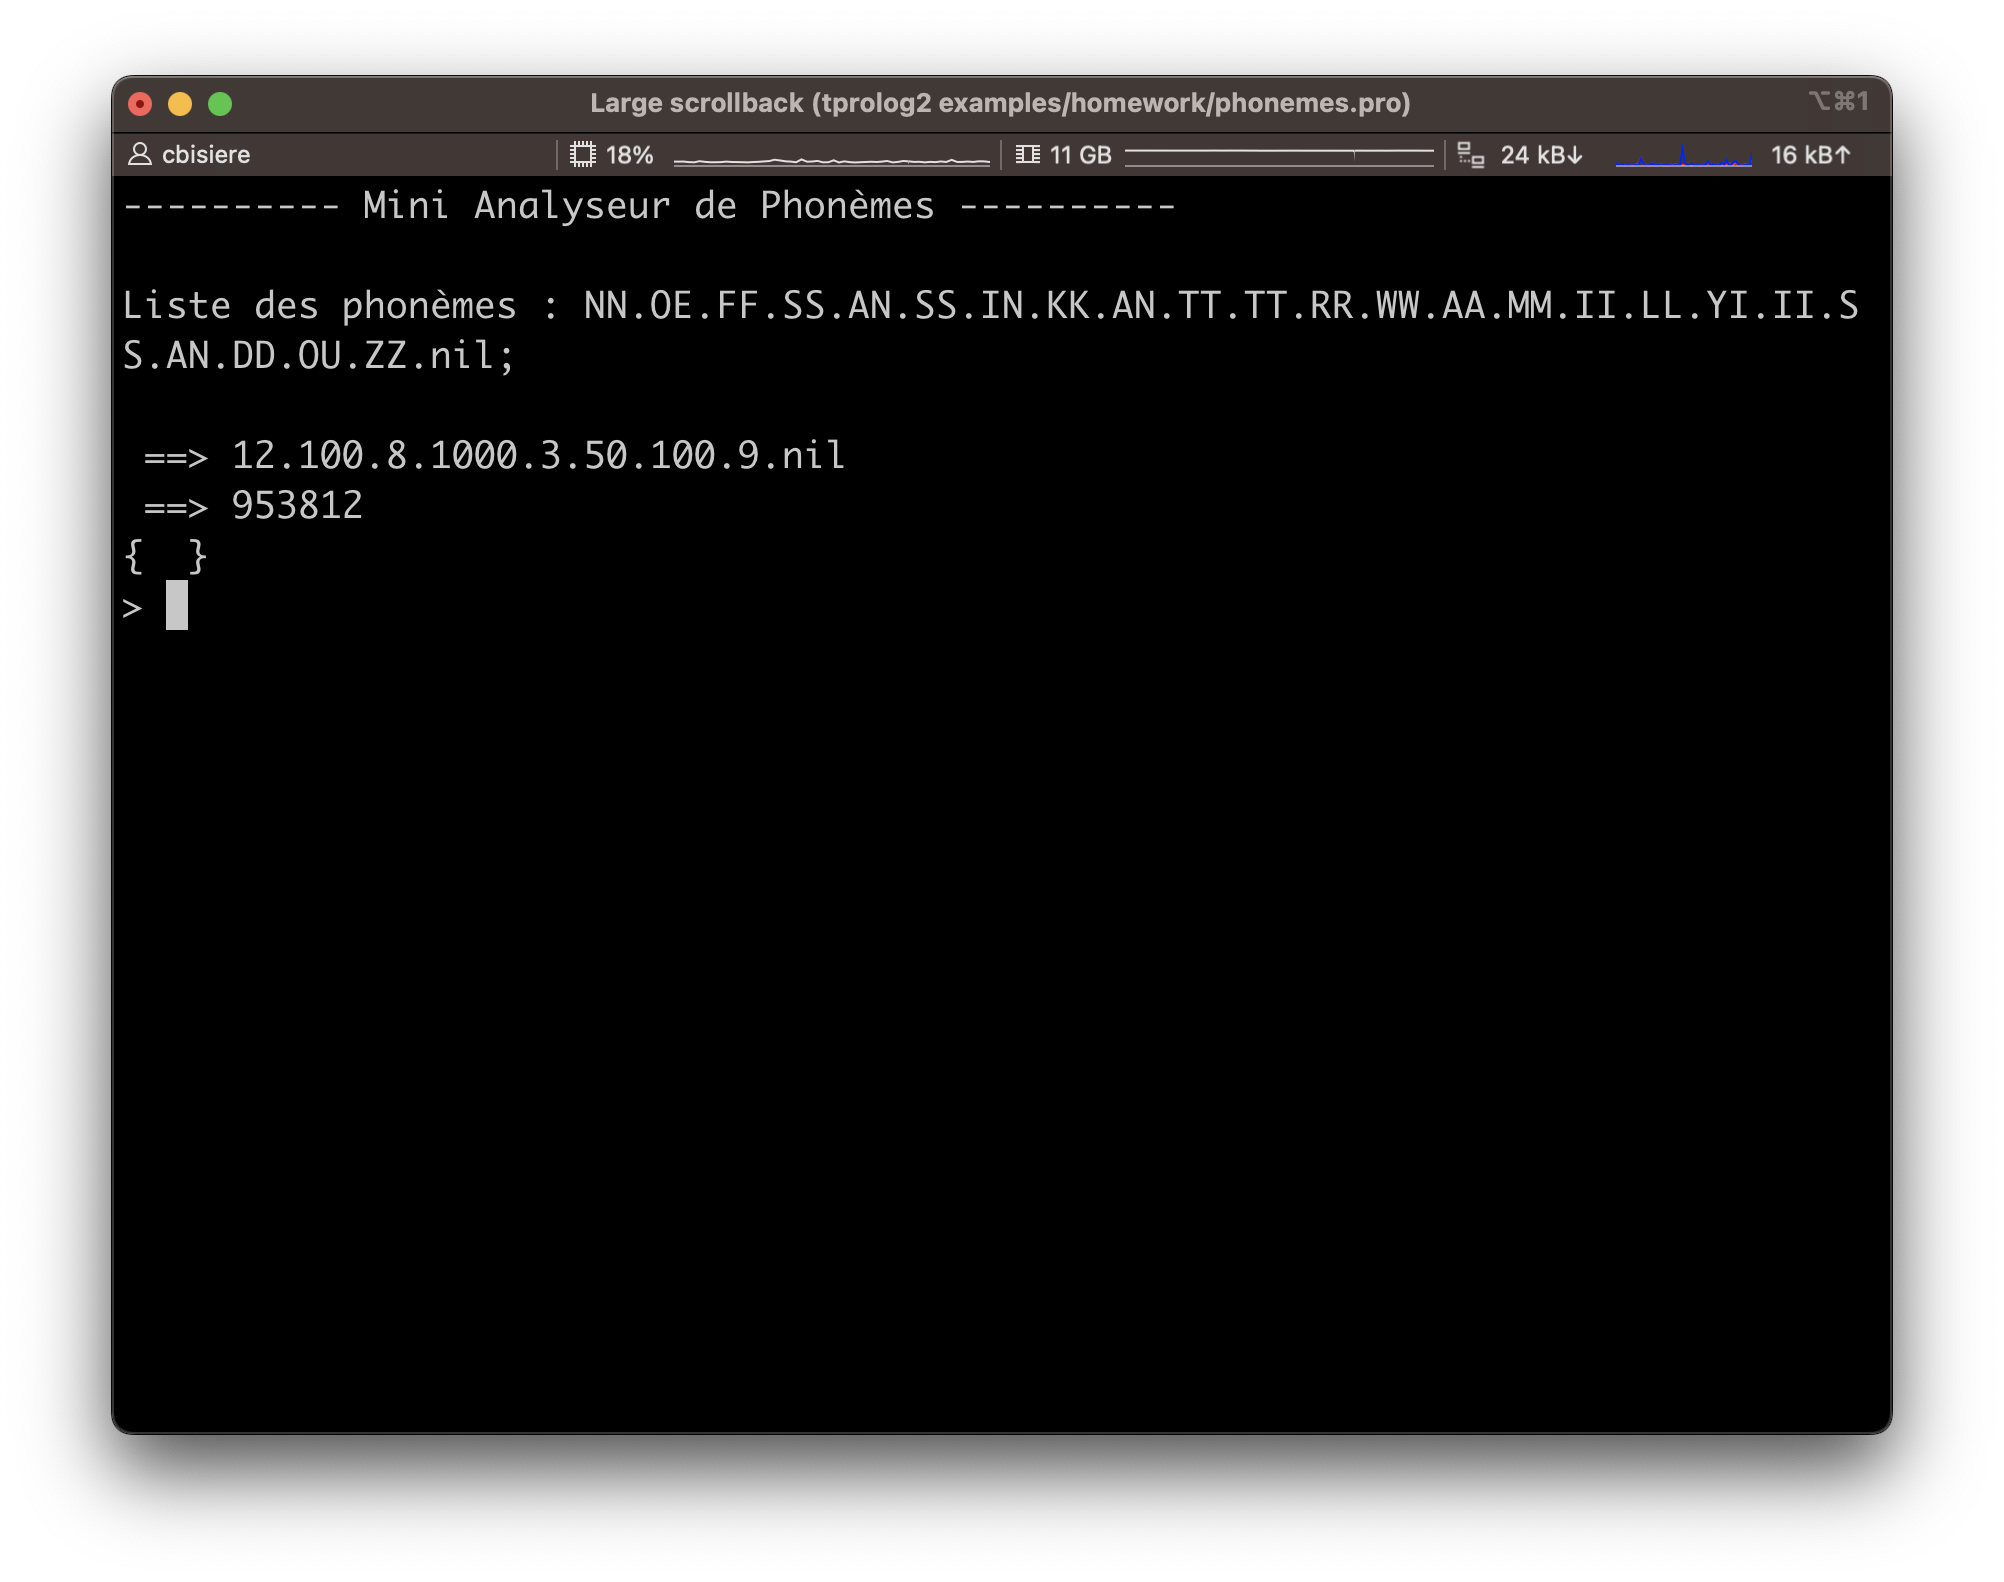 Large scrollback (tprolog2 examples/homework/phonemes.pro)
⌥⌘1
cbisiere 18% 11 GB 24 kB↓ 16 kB↑
---------- Mini Analyseur de Phonèmes ----------
Liste des phonèmes : NN.OE.FF.SS.AN.SS.IN.KK.AN.TT.TT.RR.WW.AA.MM.II.LL.YI.II.S
S.AN.DD.OU.ZZ.nil;
==> 12.100.8.1000.3.50.100.9.nil
==> 953812
{  }
>